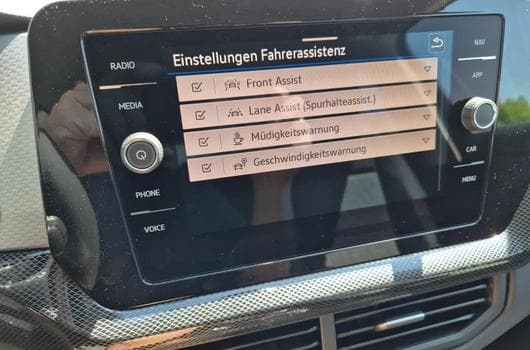 Einstellungen Fahrerassistenz
Front Assist
Lane Assist (Spurhalteassist.)
Müdigkeitswarnung
Geschwindigkeitswarnung
RADIO
MEDIA
PHONE
VOICE
NAV
APP
CAR
MENU